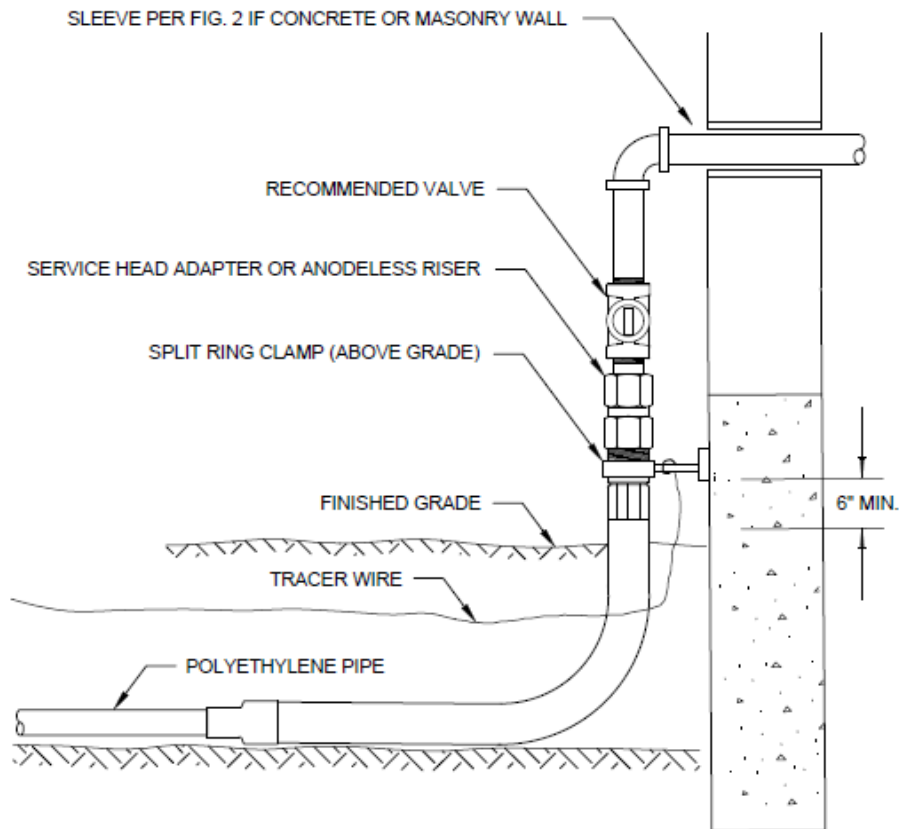 SLEEVE PER FIG. 2 IF CONCRETE OR MASONRY WALL
RECOMMENDED VALVE
SERVICE HEAD ADAPTER OR ANODELESS RISER
SPLIT RING CLAMP (ABOVE GRADE)
6" MIN.
FINISHED GRADE
TRACER WIRE
POLYETHYLENE PIPE